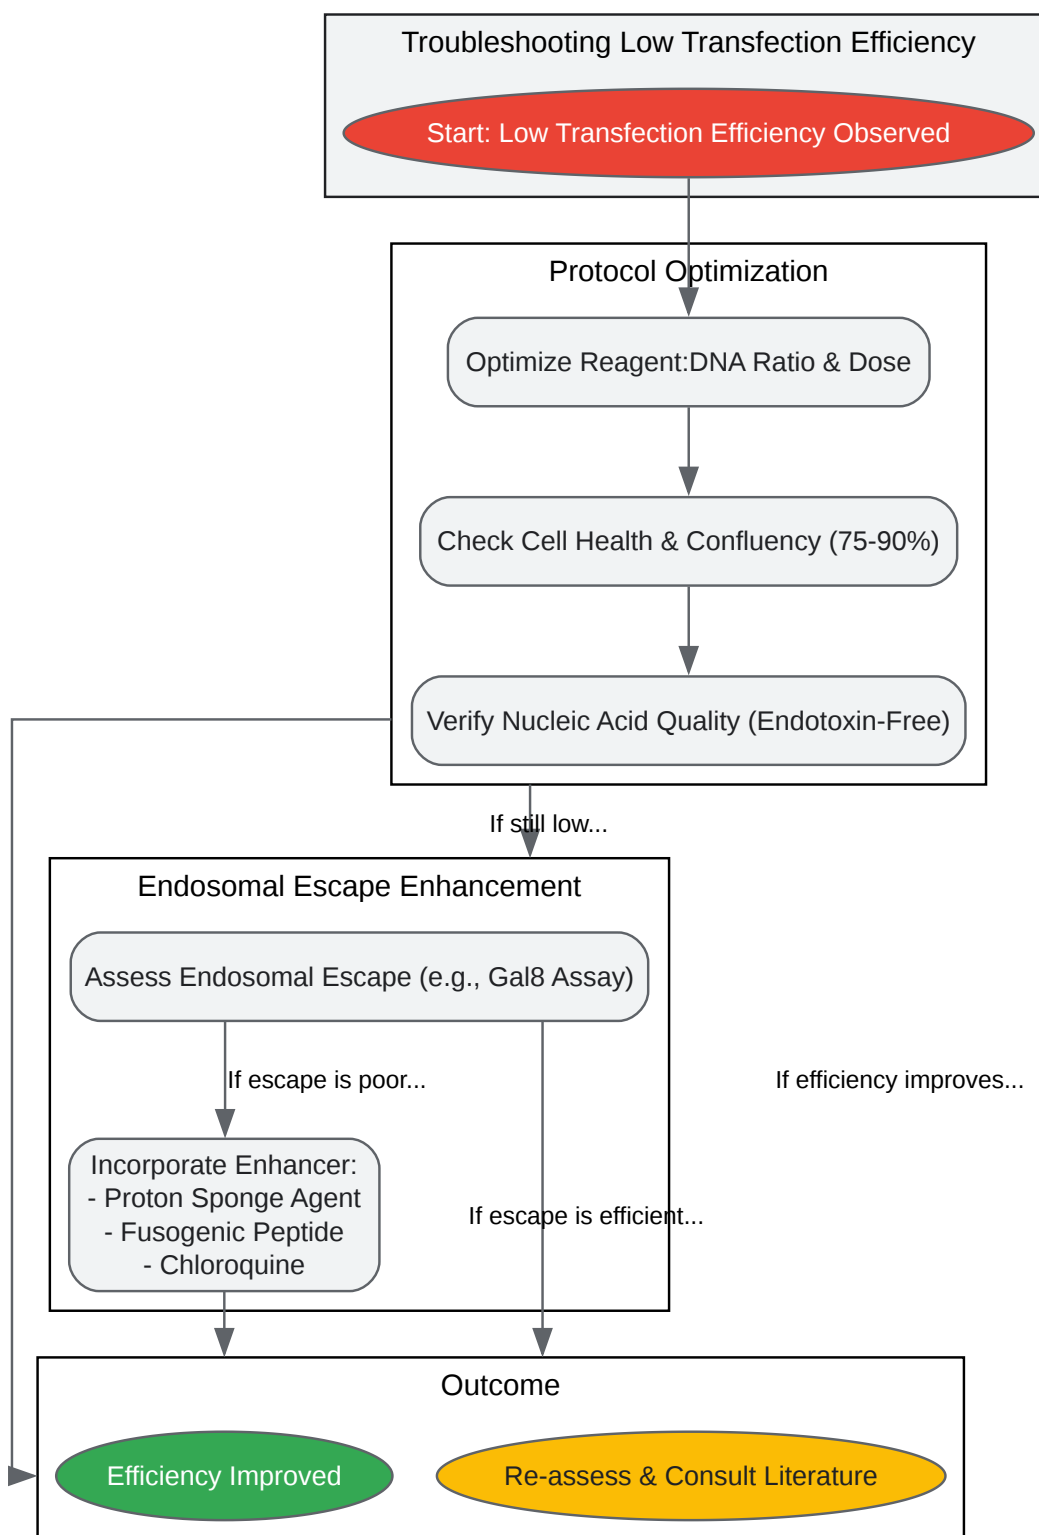 Troubleshooting Low Transfection Efficiency
Start: Low Transfection Efficiency Observed
Protocol Optimization
Optimize Reagent:DNA Ratio & Dose
Check Cell Health & Confluency (75-90%)
Verify Nucleic Acid Quality (Endotoxin-Free)
If still low...
Endosomal Escape Enhancement
Assess Endosomal Escape (e.g., Gal8 Assay)
If escape is poor...
If efficiency improves...
Incorporate Enhancer:
- Proton Sponge Agent
- Fusogenic Peptide
- Chloroquine
If escape is efficient...
Outcome
Efficiency Improved
Re-assess & Consult Literature